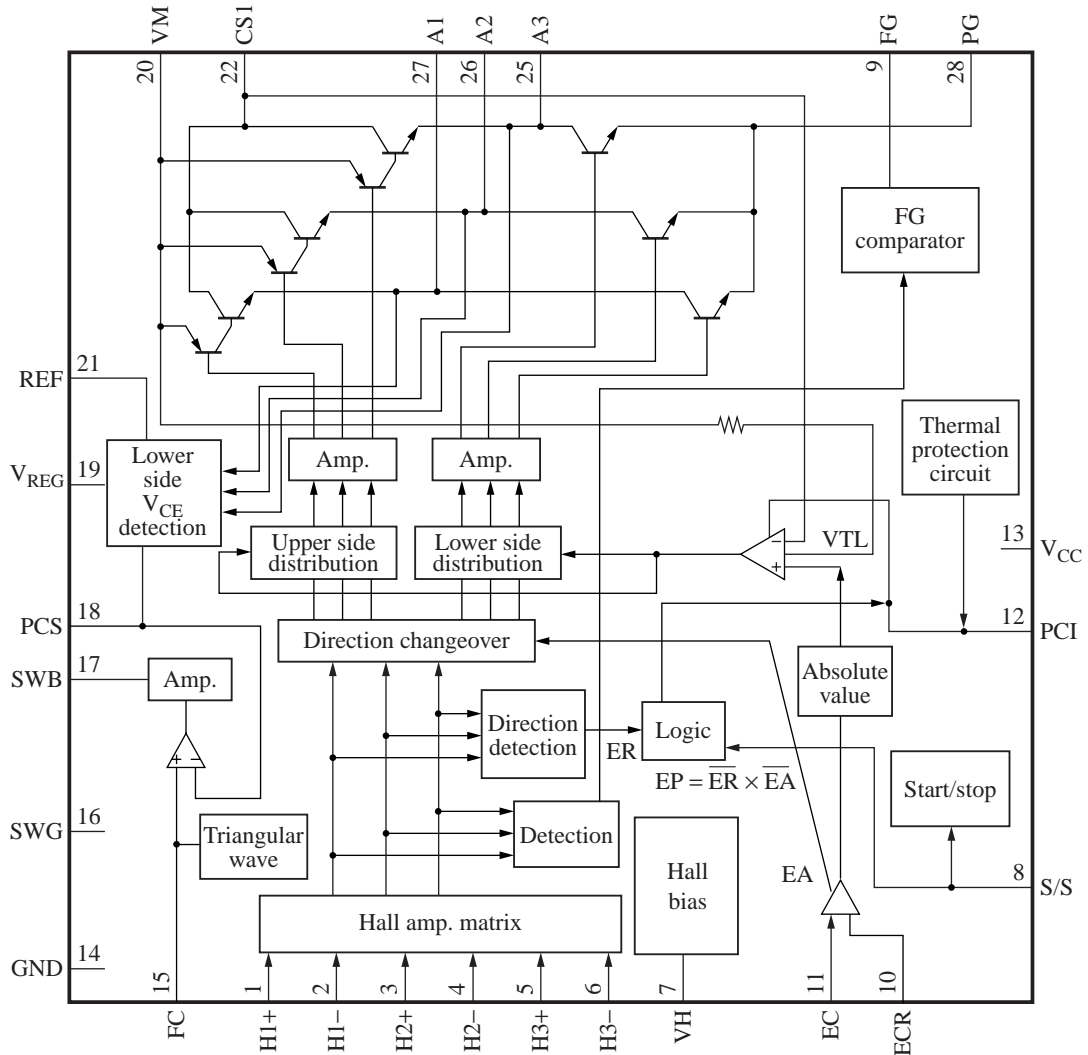 VM
CS1
A1
A2
A3
FG
PG
20
22
27
26
25
9
28
FG
comparator
21
REF
19
VREG
Lower
side
VCE
detection
Amp.
Amp.
Thermal
protection
circuit
Upper side
distribution
Lower side
distribution
−
+
VTL
13
VCC
18
PCS
Direction changeover
12
PCI
17
SWB
Amp.
Absolute
value
Direction
detection
ER
Logic
EP = E̅R̅ × E̅A̅
+
−
Start/stop
16
SWG
Triangular
wave
Detection
Hall
bias
EA
8
S/S
Hall amp. matrix
14
GND
15
1
2
3
4
5
6
7
11
10
FC
H1+
H1−
H2+
H2−
H3+
H3−
VH
EC
ECR